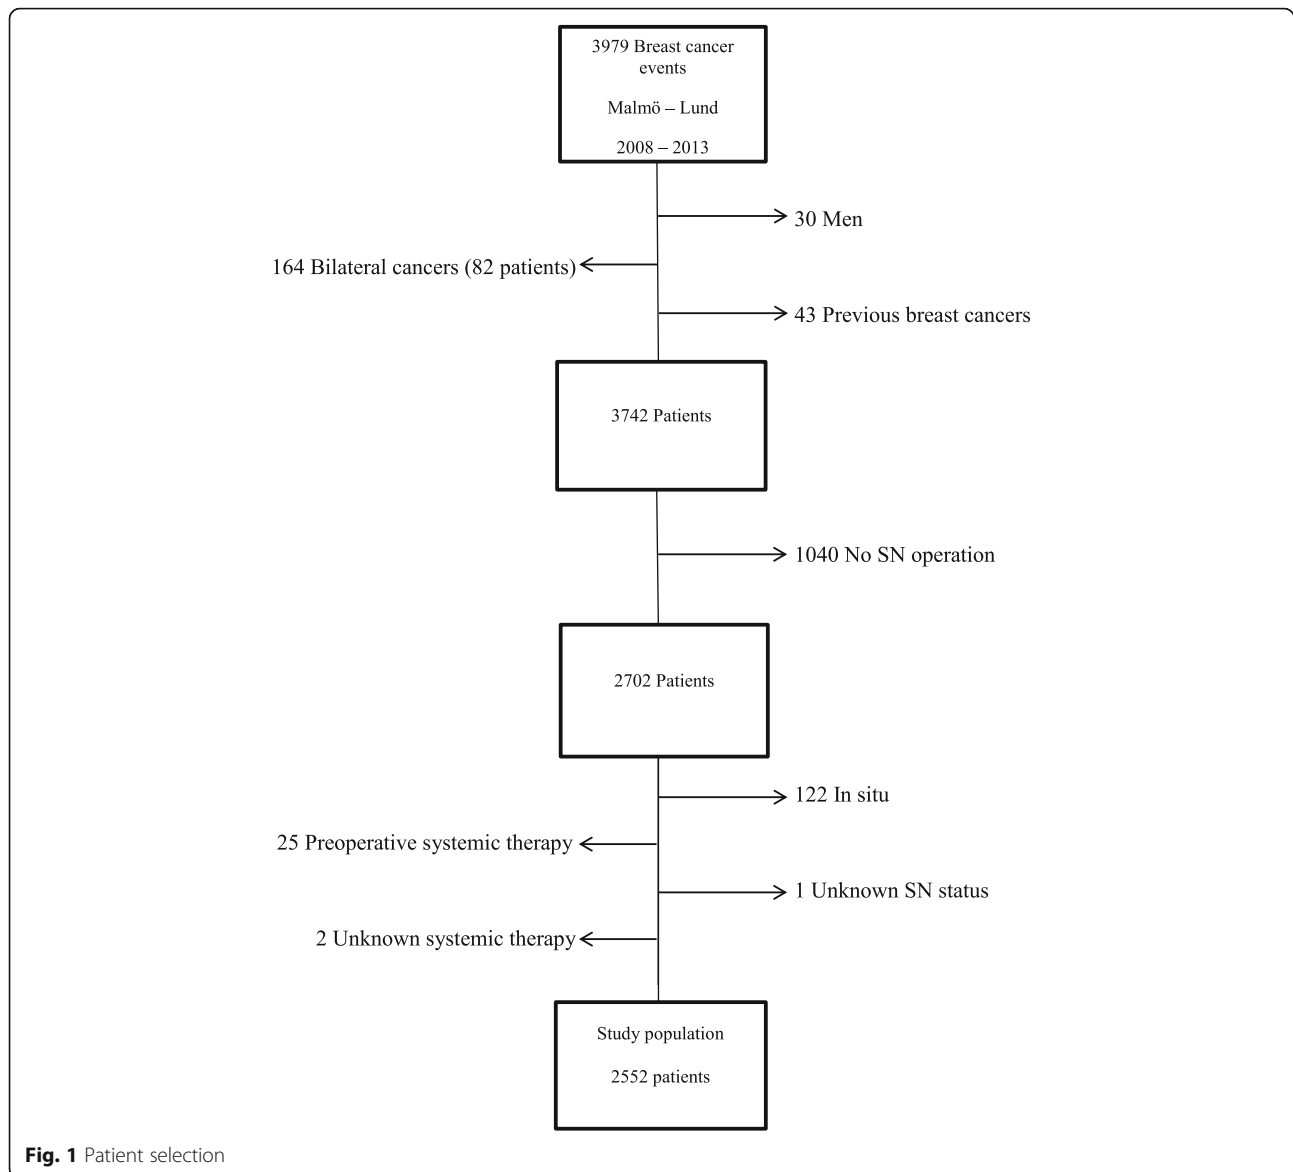 3979 Breast cancer
events
Malmö – Lund
2008 – 2013
30 Men
164 Bilateral cancers (82 patients)
43 Previous breast cancers
3742 Patients
1040 No SN operation
2702 Patients
122 In situ
25 Preoperative systemic therapy
1 Unknown SN status
2 Unknown systemic therapy
Study population
2552 patients
Fig. 1 Patient selection